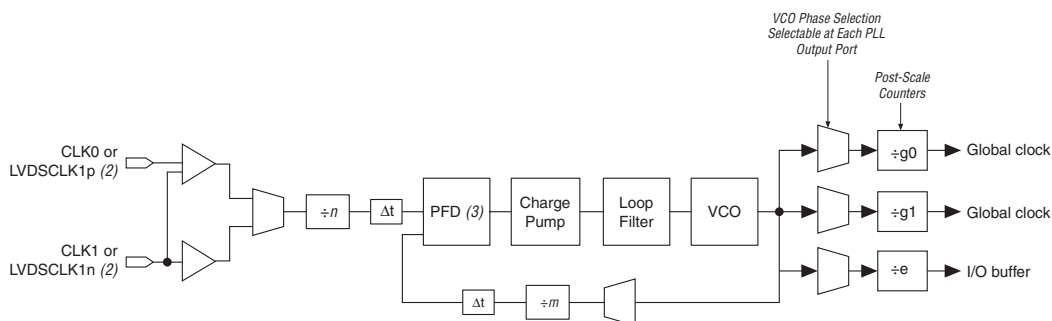 VCO Phase Selection
Selectable at Each PLL
Output Port
Post-Scale
Counters
CLK0 or
LVDSCLK1p (2)
÷g0
Global clock
÷n
Δt
PFD (3)
Charge
Pump
Loop
Filter
VCO
÷g1
Global clock
CLK1 or
LVDSCLK1n (2)
÷e
I/O buffer
Δt
÷m